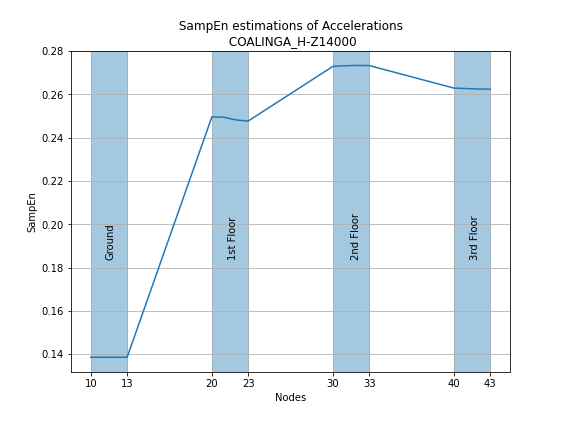 SampEn estimations of Accelerations
COALINGA_H-Z14000
0.28
0.26
0.24
0.22
0.20
0.18
0.16
0.14
SampEn
Ground
1st Floor
2nd Floor
3rd Floor
10 13 20 23 30 33 40 43
Nodes